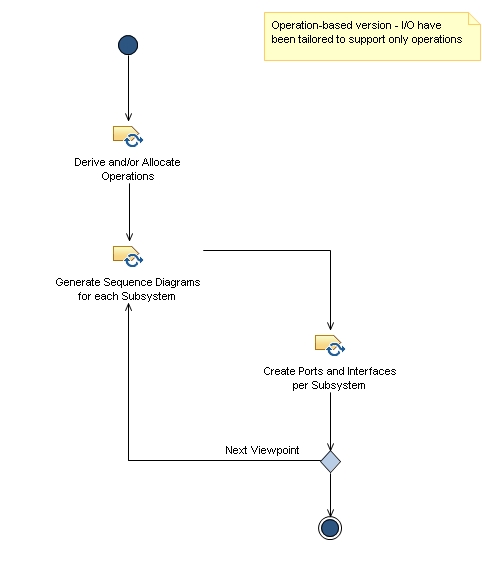 Operation-based version - I/O have
been tailored to support only operations
Derive and/or Allocate
Operations
Generate Sequence Diagrams
for each Subsystem
Create Ports and Interfaces
per Subsystem
Next Viewpoint